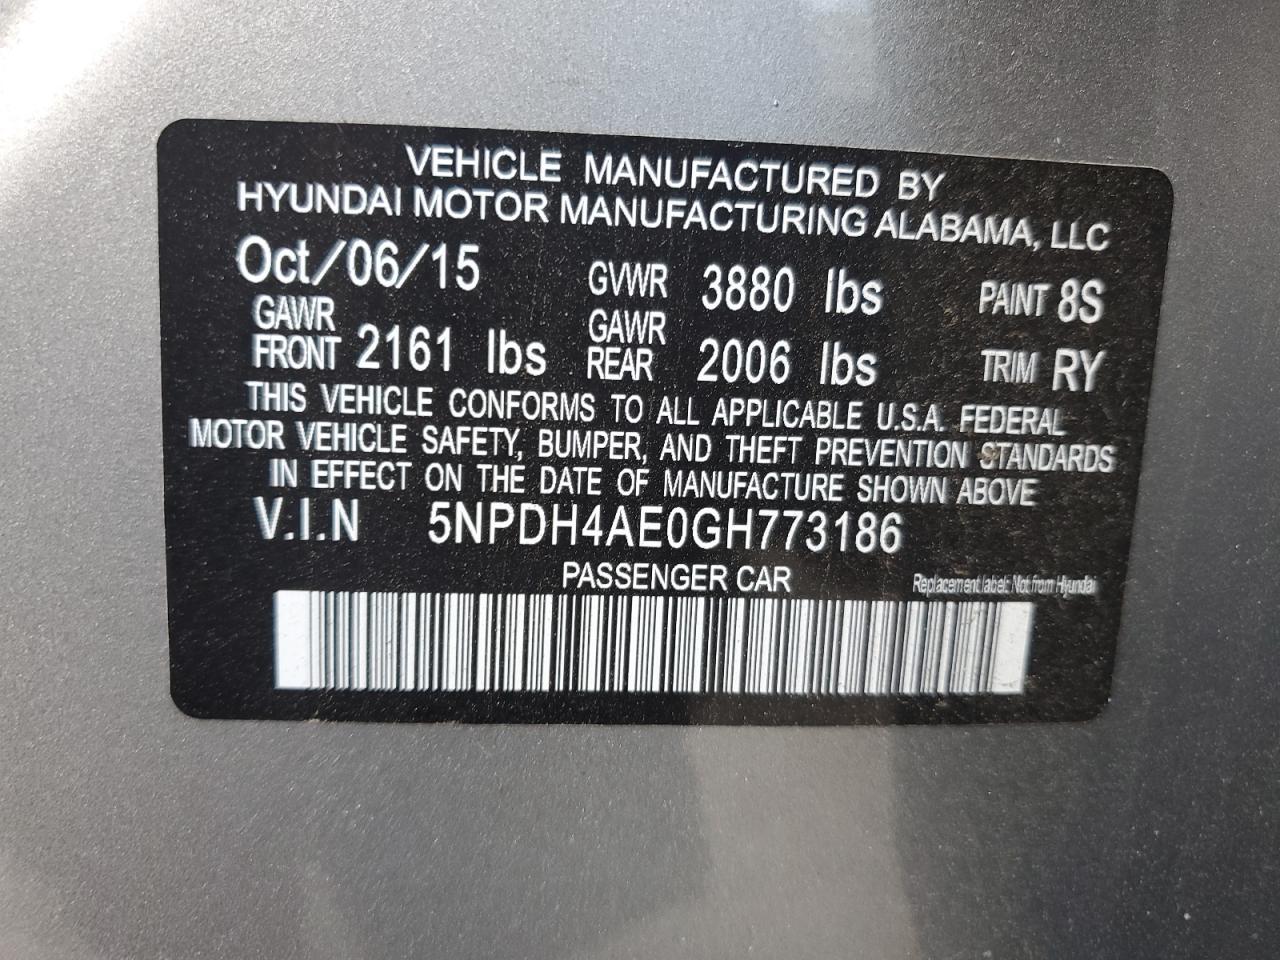 VEHICLE MANUFACTURED BY
HYUNDAI MOTOR MANUFACTURING ALABAMA, LLC
Oct/06/15 GVWR 3880 lbs PAINT 8S
GAWR FRONT 2161 lbs GAWR REAR 2006 lbs TRIM RY
THIS VEHICLE CONFORMS TO ALL APPLICABLE U.S.A. FEDERAL
MOTOR VEHICLE SAFETY, BUMPER, AND THEFT PREVENTION STANDARDS
IN EFFECT ON THE DATE OF MANUFACTURE SHOWN ABOVE
V.I.N 5NPDH4AE0GH773186
PASSENGER CAR
Replacement label: Not from Hyundai